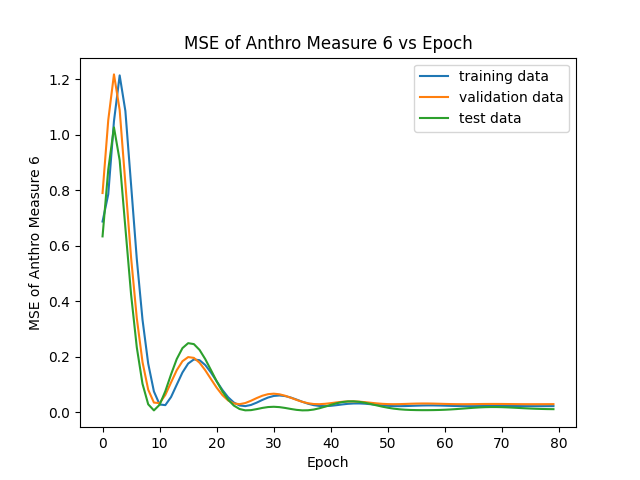 MSE of Anthro Measure 6 vs Epoch
training data
validation data
test data
MSE of Anthro Measure 6
1.2
1.0
0.8
0.6
0.4
0.2
0.0
0 10 20 30 40 50 60 70 80
Epoch